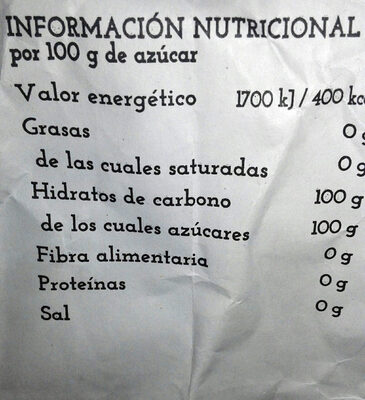 INFORMACIÓN NUTRICIONAL
por 100 g de azúcar
Valor energético 1700 kJ / 400 kc
Grasas 0 g
de las cuales saturadas 0 g
Hidratos de carbono 100 g
de los cuales azúcares 100 g
Fibra alimentaria 0 g
Proteínas 0 g
Sal 0 g